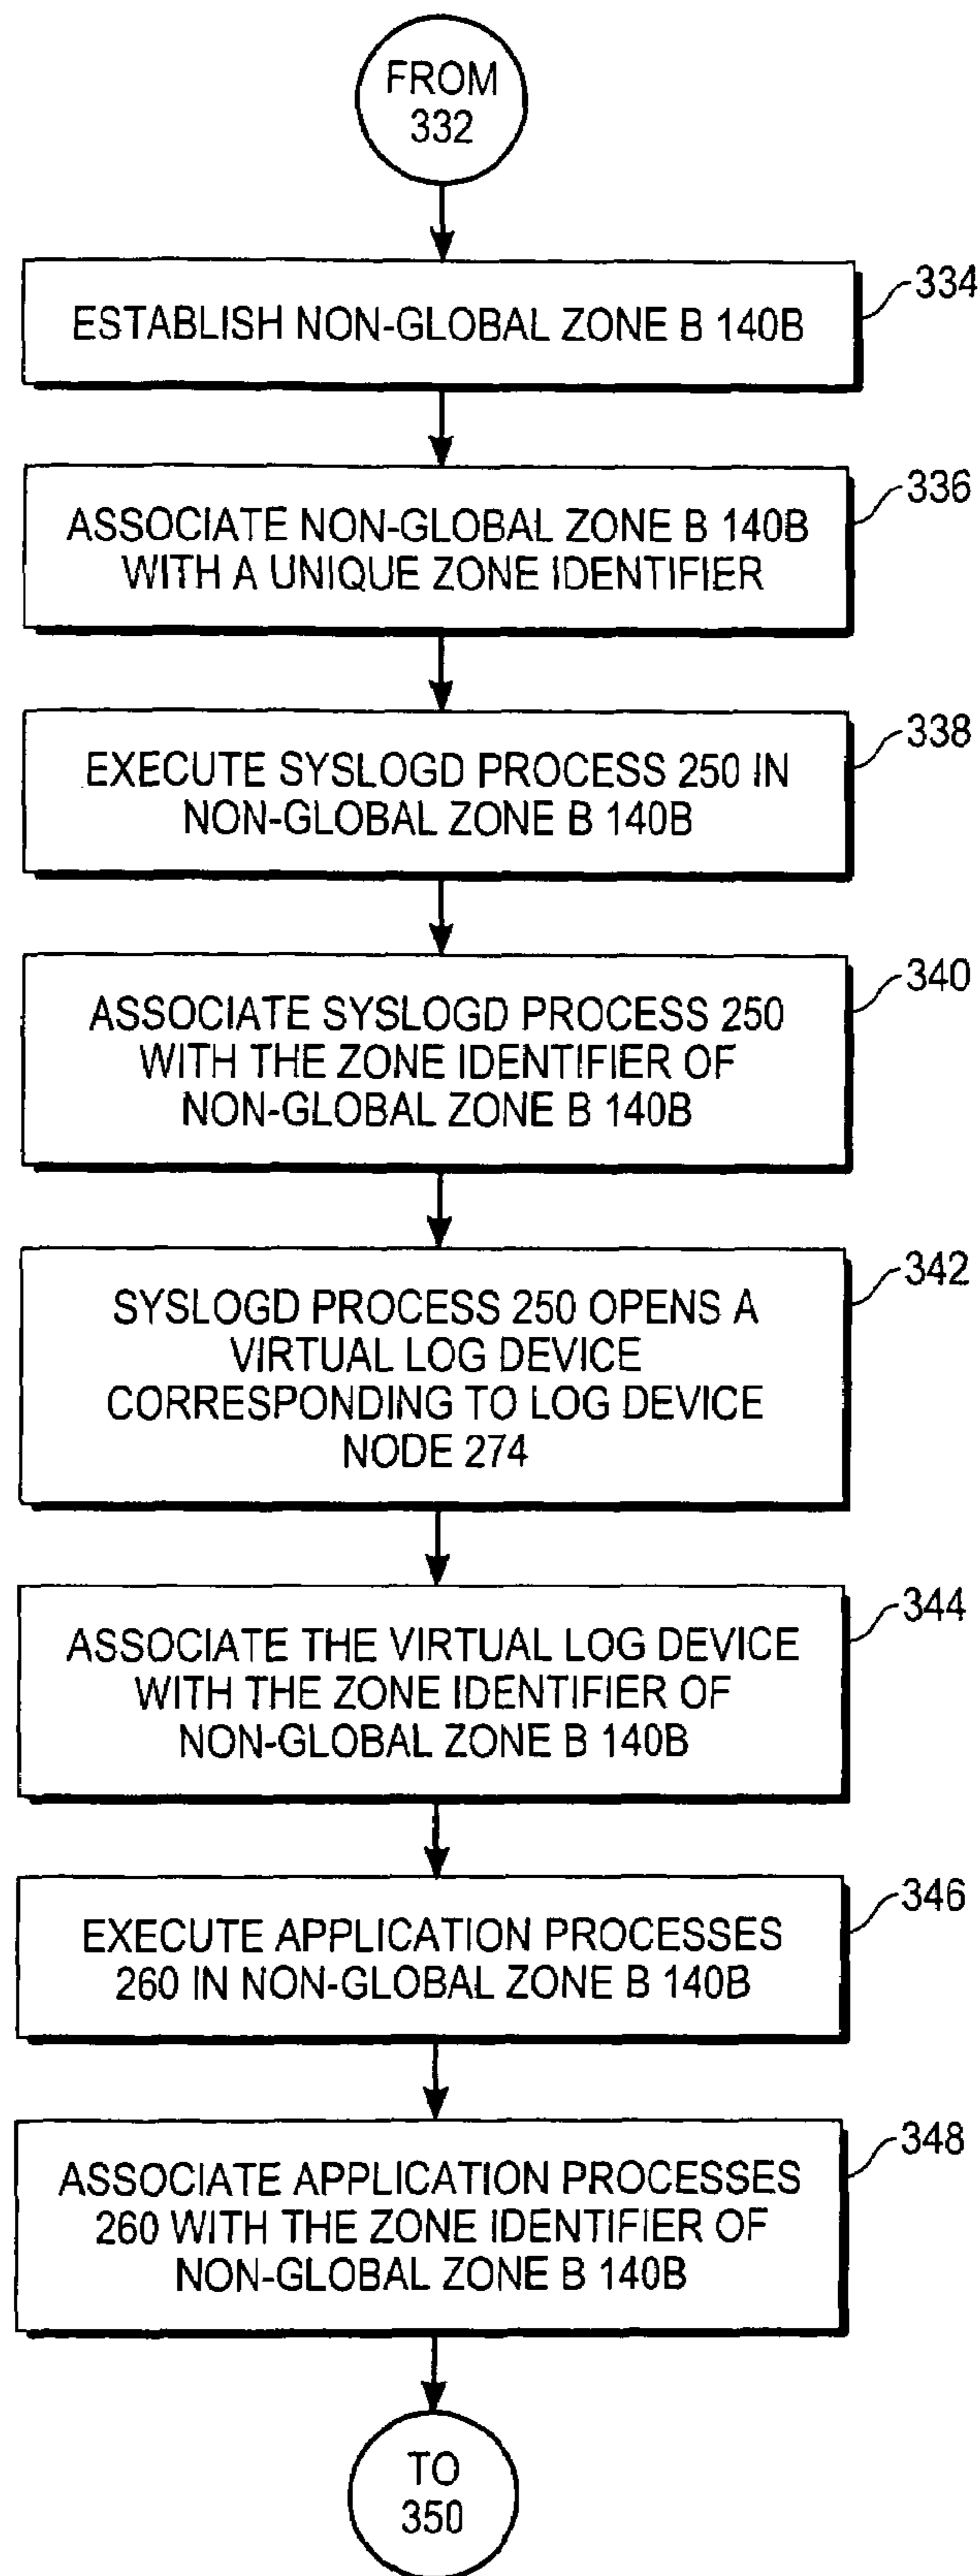 FROM
332
334
ESTABLISH NON-GLOBAL ZONE B 140B
336
ASSOCIATE NON-GLOBAL ZONE B 140B
WITH A UNIQUE ZONE IDENTIFIER
338
EXECUTE SYSLOGD PROCESS 250 IN
NON-GLOBAL ZONE B 140B
340
ASSOCIATE SYSLOGD PROCESS 250
WITH THE ZONE IDENTIFIER OF
NON-GLOBAL ZONE B 140B
342
SYSLOGD PROCESS 250 OPENS A
VIRTUAL LOG DEVICE
CORRESPONDING TO LOG DEVICE
NODE 274
344
ASSOCIATE THE VIRTUAL LOG DEVICE
WITH THE ZONE IDENTIFIER OF
NON-GLOBAL ZONE B 140B
346
EXECUTE APPLICATION PROCESSES
260 IN NON-GLOBAL ZONE B 140B
348
ASSOCIATE APPLICATION PROCESSES
260 WITH THE ZONE IDENTIFIER OF
NON-GLOBAL ZONE B 140B
TO
350